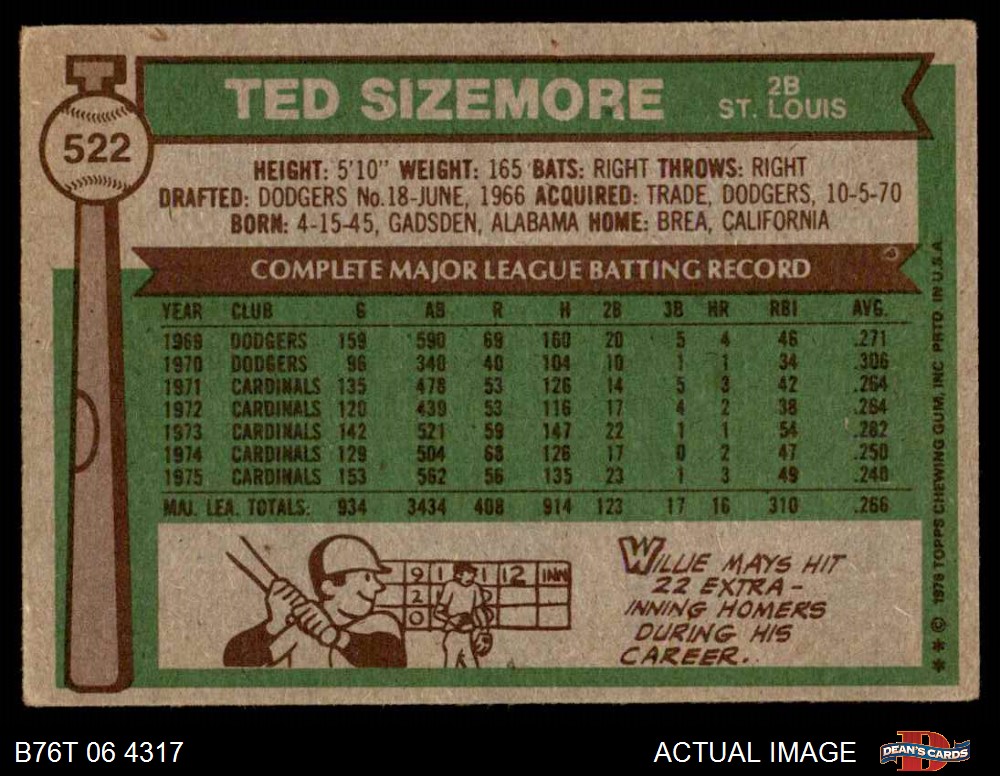 TED SIZEMORE
2B
ST. LOUIS
522
HEIGHT: 5'10" WEIGHT: 165 BATS: RIGHT THROWS: RIGHT
DRAFTED: DODGERS No.18-JUNE, 1966 ACQUIRED: TRADE, DODGERS, 10-5-70
BORN: 4-15-45, GADSDEN, ALABAMA HOME: BREA, CALIFORNIA
COMPLETE MAJOR LEAGUE BATTING RECORD
YEAR CLUB G AB R H 2B 3B HR RBI AVG.
1969 DODGERS 159 590 69 160 20 5 4 46 .271
1970 DODGERS 96 340 40 104 10 1 1 34 .306
1971 CARDINALS 135 478 53 126 14 5 3 42 .264
1972 CARDINALS 120 439 53 116 17 4 2 38 .264
1973 CARDINALS 142 521 59 147 22 1 1 54 .282
1974 CARDINALS 129 504 68 126 17 0 2 47 .250
1975 CARDINALS 153 562 56 135 23 1 3 49 .240
MAJ. LEA. TOTALS: 934 3434 408 914 123 17 16 310 .266
9 1 1 12 INN
2 2
0
WILLIE MAYS HIT
22 EXTRA-
INNING HOMERS
DURING HIS
CAREER.
* * © 1976 TOPPS CHEWING GUM, INC PRTD. IN U.S.A.
B76T 06 4317
ACTUAL IMAGE
D
DEAN'S CARDS